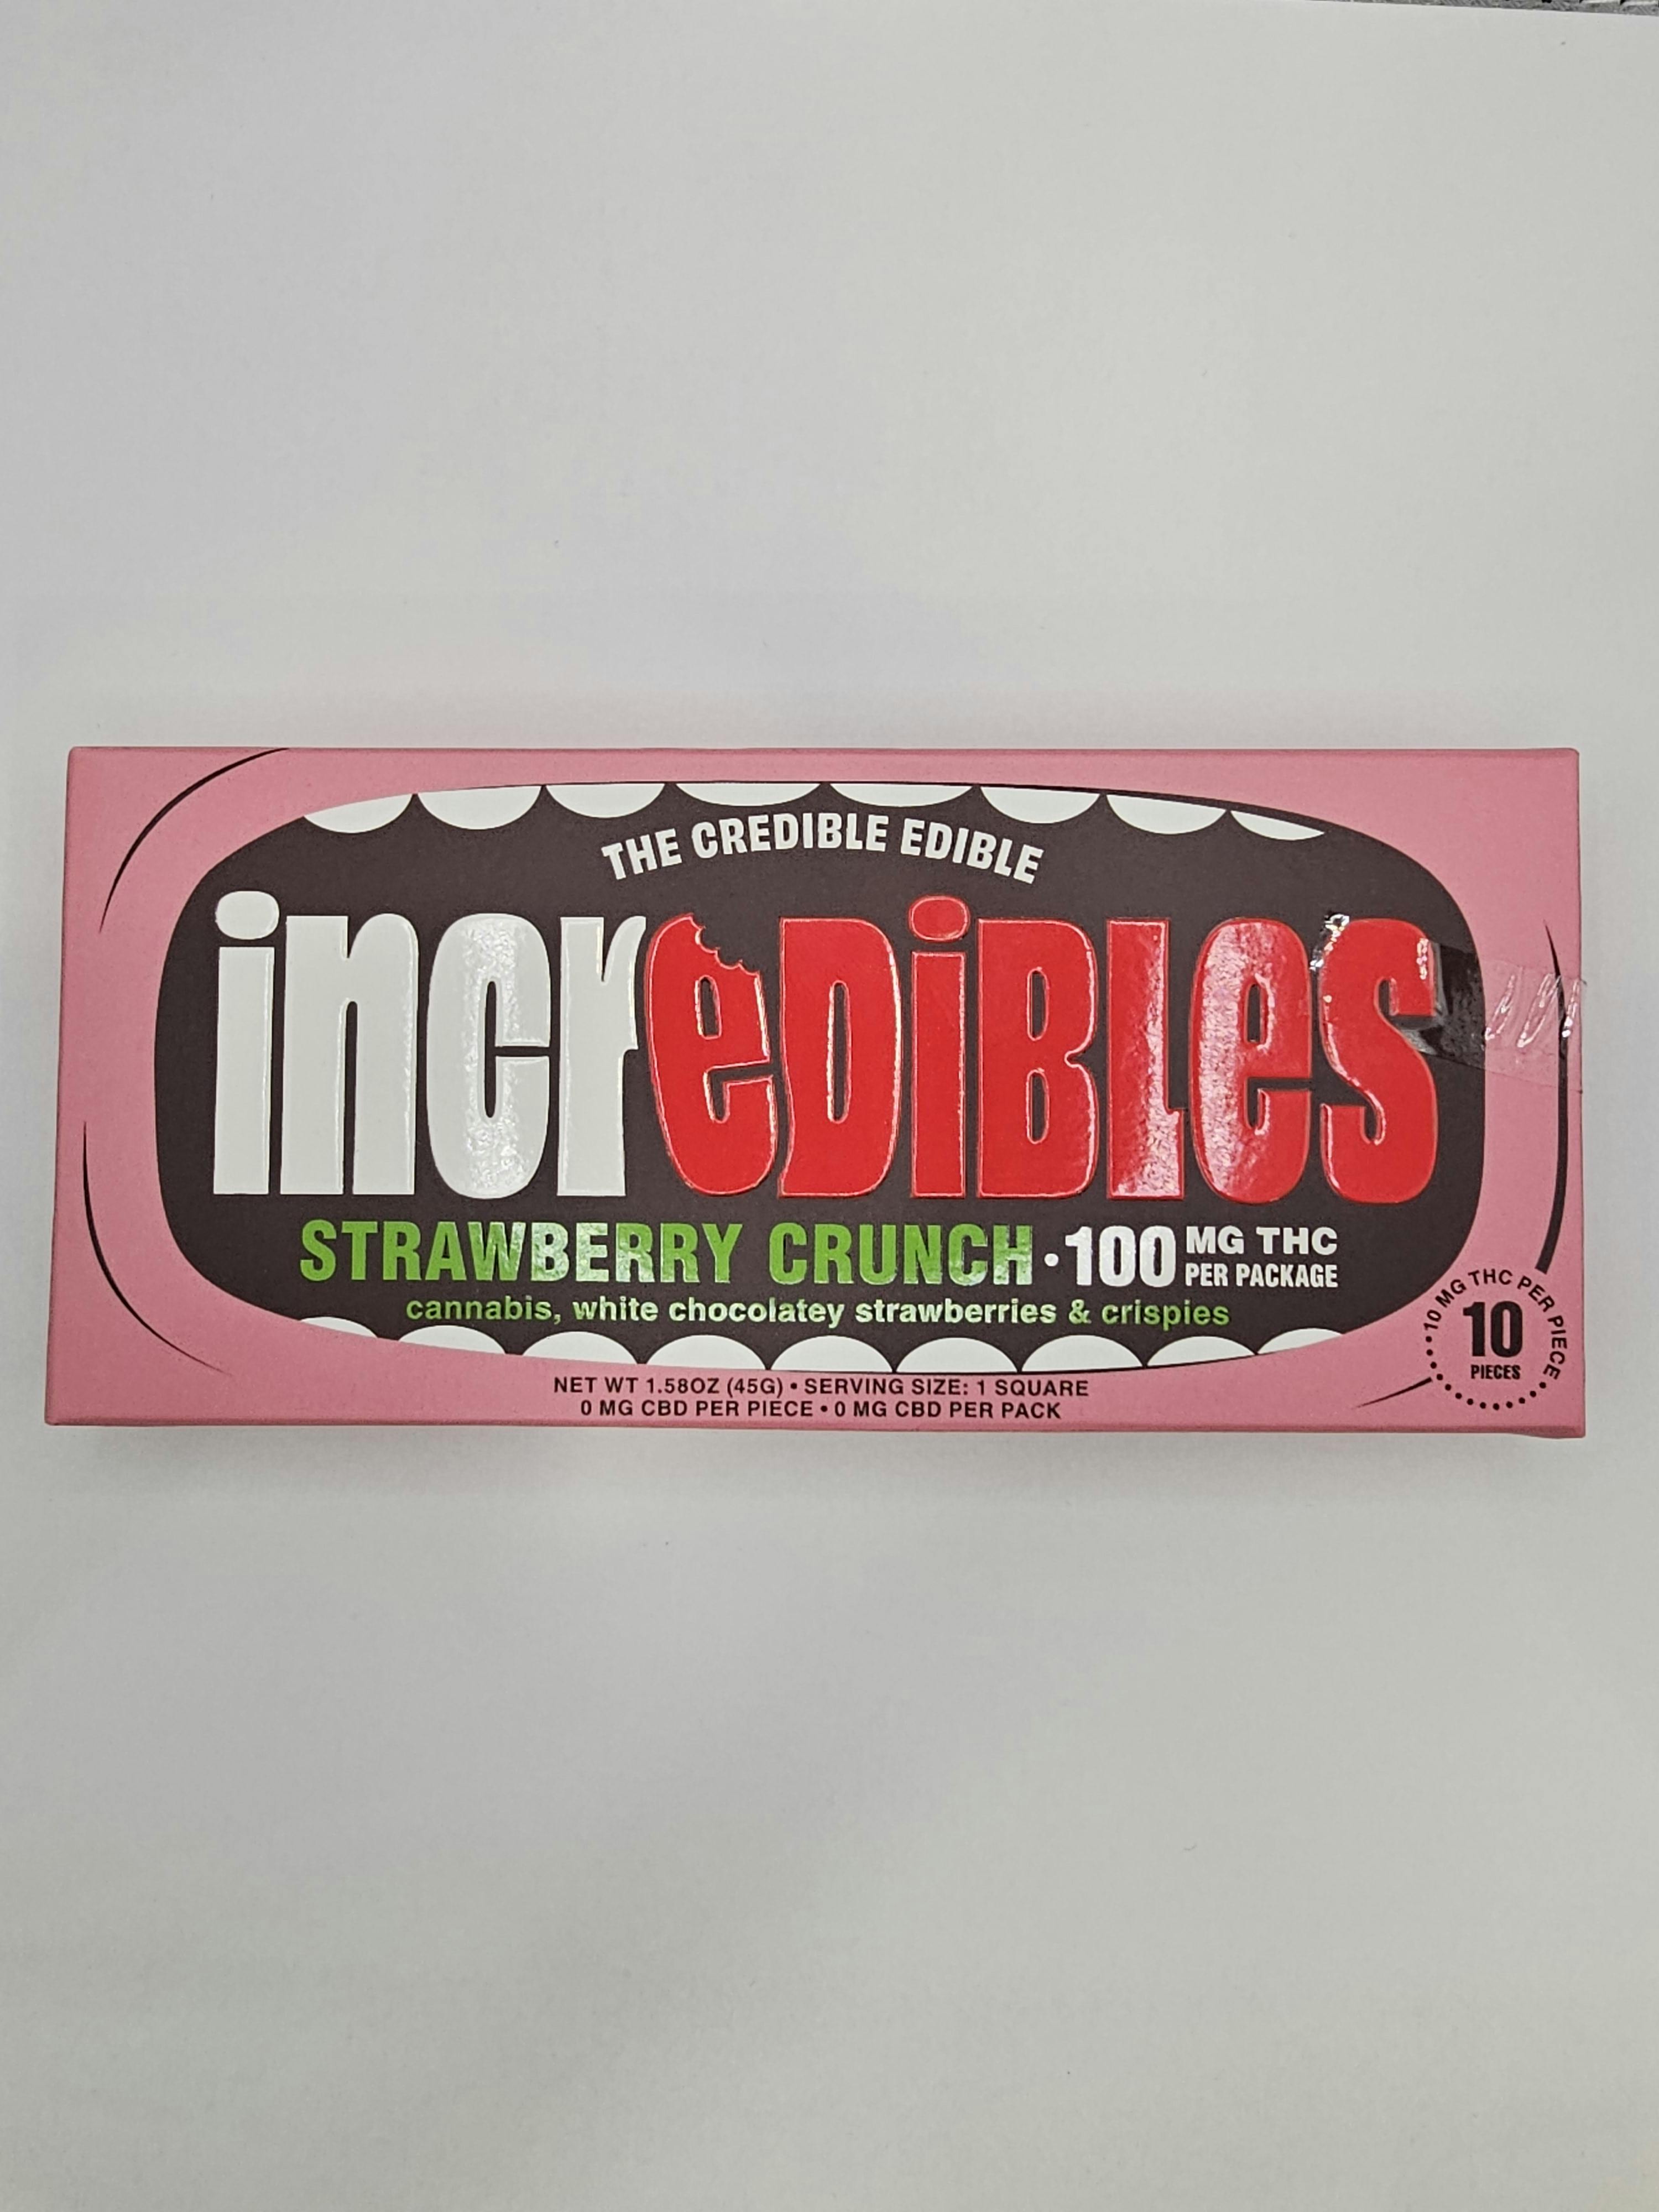 THE CREDIBLE EDIBLE
incrEDiBLes
STRAWBERRY CRUNCH · 100 MG THC PER PACKAGE
cannabis, white chocolatey strawberries & crispies
NET WT 1.58OZ (45G) • SERVING SIZE: 1 SQUARE
0 MG CBD PER PIECE • 0 MG CBD PER PACK
10 MG THC PER PIECE
10
PIECES